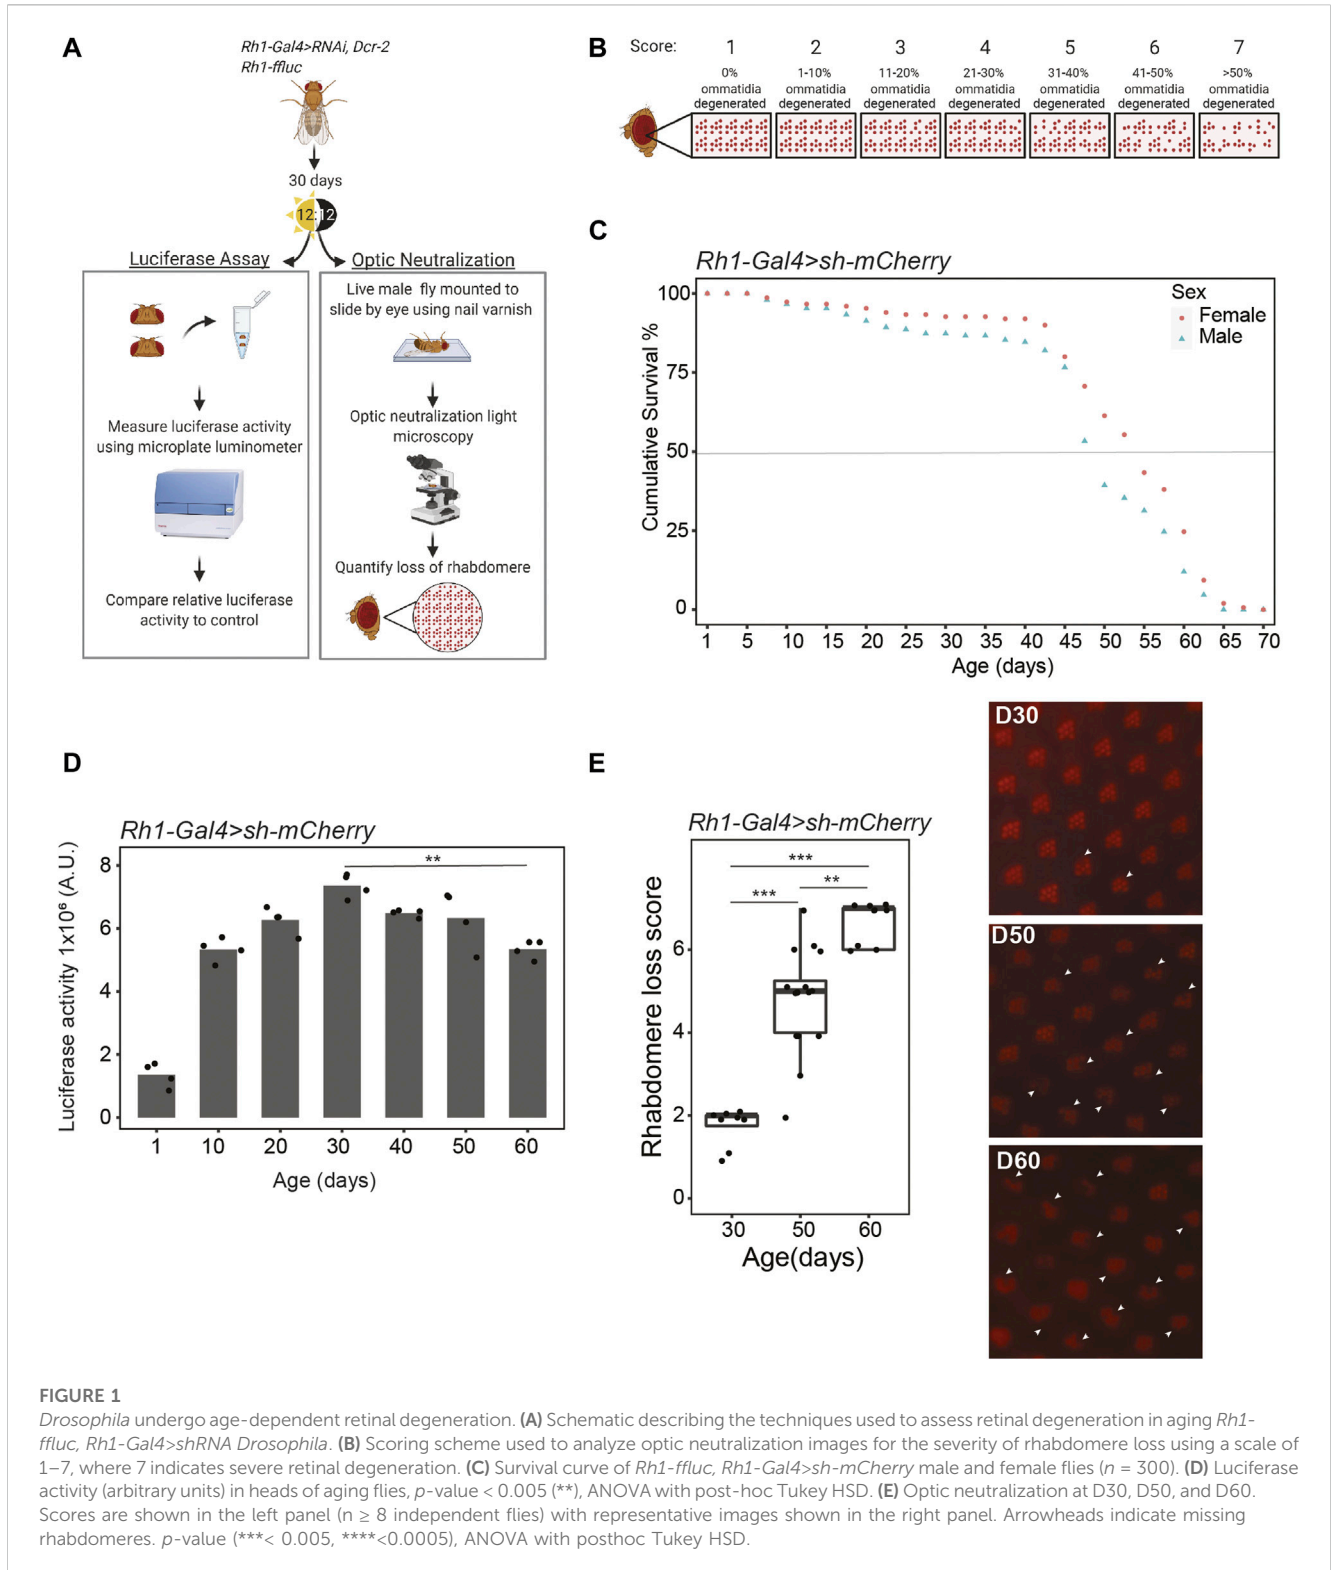 A
Rh1-Gal4>RNAi, Dcr-2
Rh1-ffluc
30 days
12:12
Luciferase Assay
Optic Neutralization
Measure luciferase activity
using microplate luminometer
Compare relative luciferase
activity to control
Live male fly mounted to
slide by eye using nail varnish
Optic neutralization light
microscopy
Quantify loss of rhabdomere
B
Score: 1 2 3 4 5 6 7
0% 1-10% 11-20% 21-30% 31-40% 41-50% >50%
ommatidia ommatidia ommatidia ommatidia ommatidia ommatidia ommatidia
degenerated degenerated degenerated degenerated degenerated degenerated degenerated
C
Rh1-Gal4>sh-mCherry
Cumulative Survival %
100
75
50
25
0
Sex
Female
Male
1 5 10 15 20 25 30 35 40 45 50 55 60 65 70
Age (days)
D
Rh1-Gal4>sh-mCherry
Luciferase activity 1x10⁶ (A.U.)
8
6
4
2
0
**
1 10 20 30 40 50 60
Age (days)
E
Rh1-Gal4>sh-mCherry
Rhabdomere loss score
6
4
2
0
***
*** **
30 50 60
Age(days)
D30
D50
D60
FIGURE 1
Drosophila undergo age-dependent retinal degeneration. (A) Schematic describing the techniques used to assess retinal degeneration in aging Rh1-
ffluc, Rh1-Gal4>shRNA Drosophila. (B) Scoring scheme used to analyze optic neutralization images for the severity of rhabdomere loss using a scale of
1–7, where 7 indicates severe retinal degeneration. (C) Survival curve of Rh1-ffluc, Rh1-Gal4>sh-mCherry male and female flies (n = 300). (D) Luciferase
activity (arbitrary units) in heads of aging flies, p-value < 0.005 (**), ANOVA with post-hoc Tukey HSD. (E) Optic neutralization at D30, D50, and D60.
Scores are shown in the left panel (n ≥ 8 independent flies) with representative images shown in the right panel. Arrowheads indicate missing
rhabdomeres. p-value (***< 0.005, ****<0.0005), ANOVA with posthoc Tukey HSD.